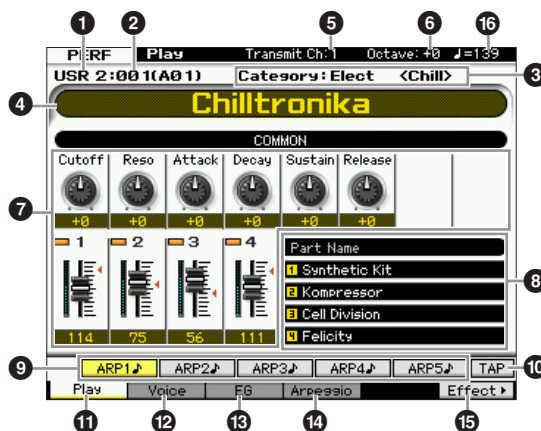 1 2 5 6 16
PERF Play Transmit Ch:1 Octave:+0 ♩=139
USR 2:001(A01) Category:Elect <Chill> 3
4 Chilltronika
COMMON
Cutoff Reso Attack Decay Sustain Release
7 +0 +0 +0 +0 +0 +0
1 2 3 4
Part Name
1 Synthetic Kit
2 Kompressor 8
3 Cell Division
4 Felicity
114 75 56 111
9 ARP1♪ ARP2♪ ARP3♪ ARP4♪ ARP5♪ TAP 10
Play Voice EG Arpeggio Effect
11 12 13 14 15